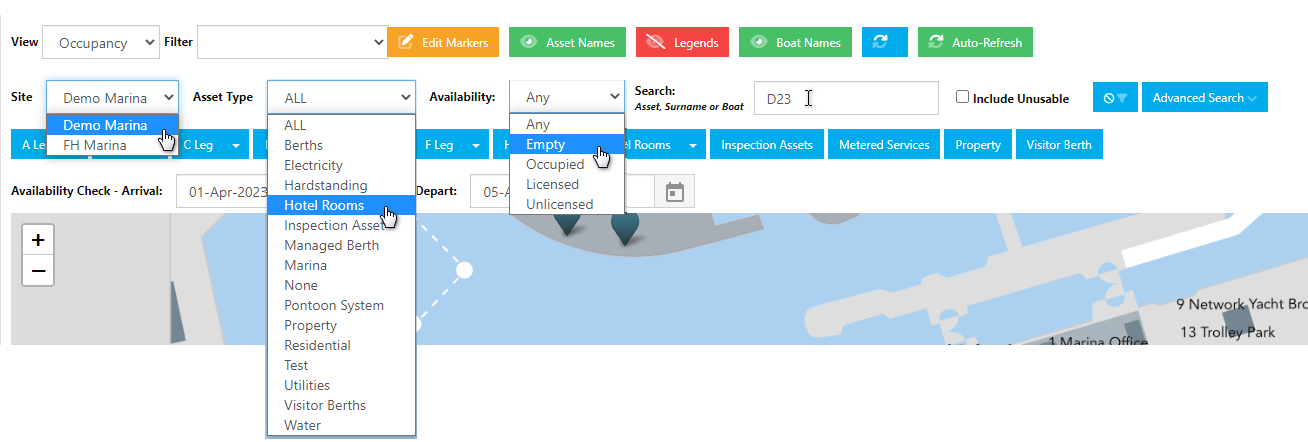 View Occupancy Filter Edit Markers Asset Names Legends Boat Names Auto-Refresh
Site Demo Marina Asset Type ALL Availability: Any Search: Asset, Surname or Boat D23 Include Unusable Advanced Search
Demo Marina
FH Marina
ALL
Berths
Electricity
Hardstanding
Hotel Rooms
Inspection Asset
Managed Berth
Marina
None
Pontoon System
Property
Residential
Test
Utilities
Visitor Berths
Water
Any
Empty
Occupied
Licensed
Unlicensed
A Le C Leg F Leg H el Rooms Inspection Assets Metered Services Property Visitor Berth
Availability Check - Arrival: 01-Apr-2023 Depart: 05-A
+
−
9 Network Yacht Bro
13 Trolley Park
1 Marina Office